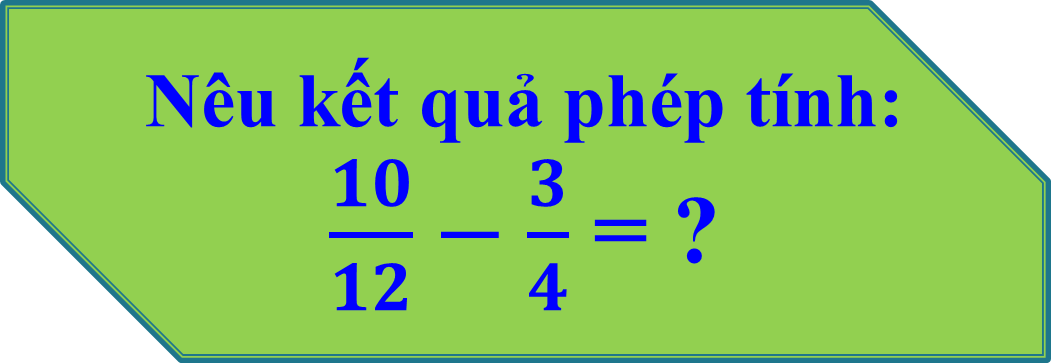 Nêu kết quả phép tính:
10/12 − 3/4 = ?